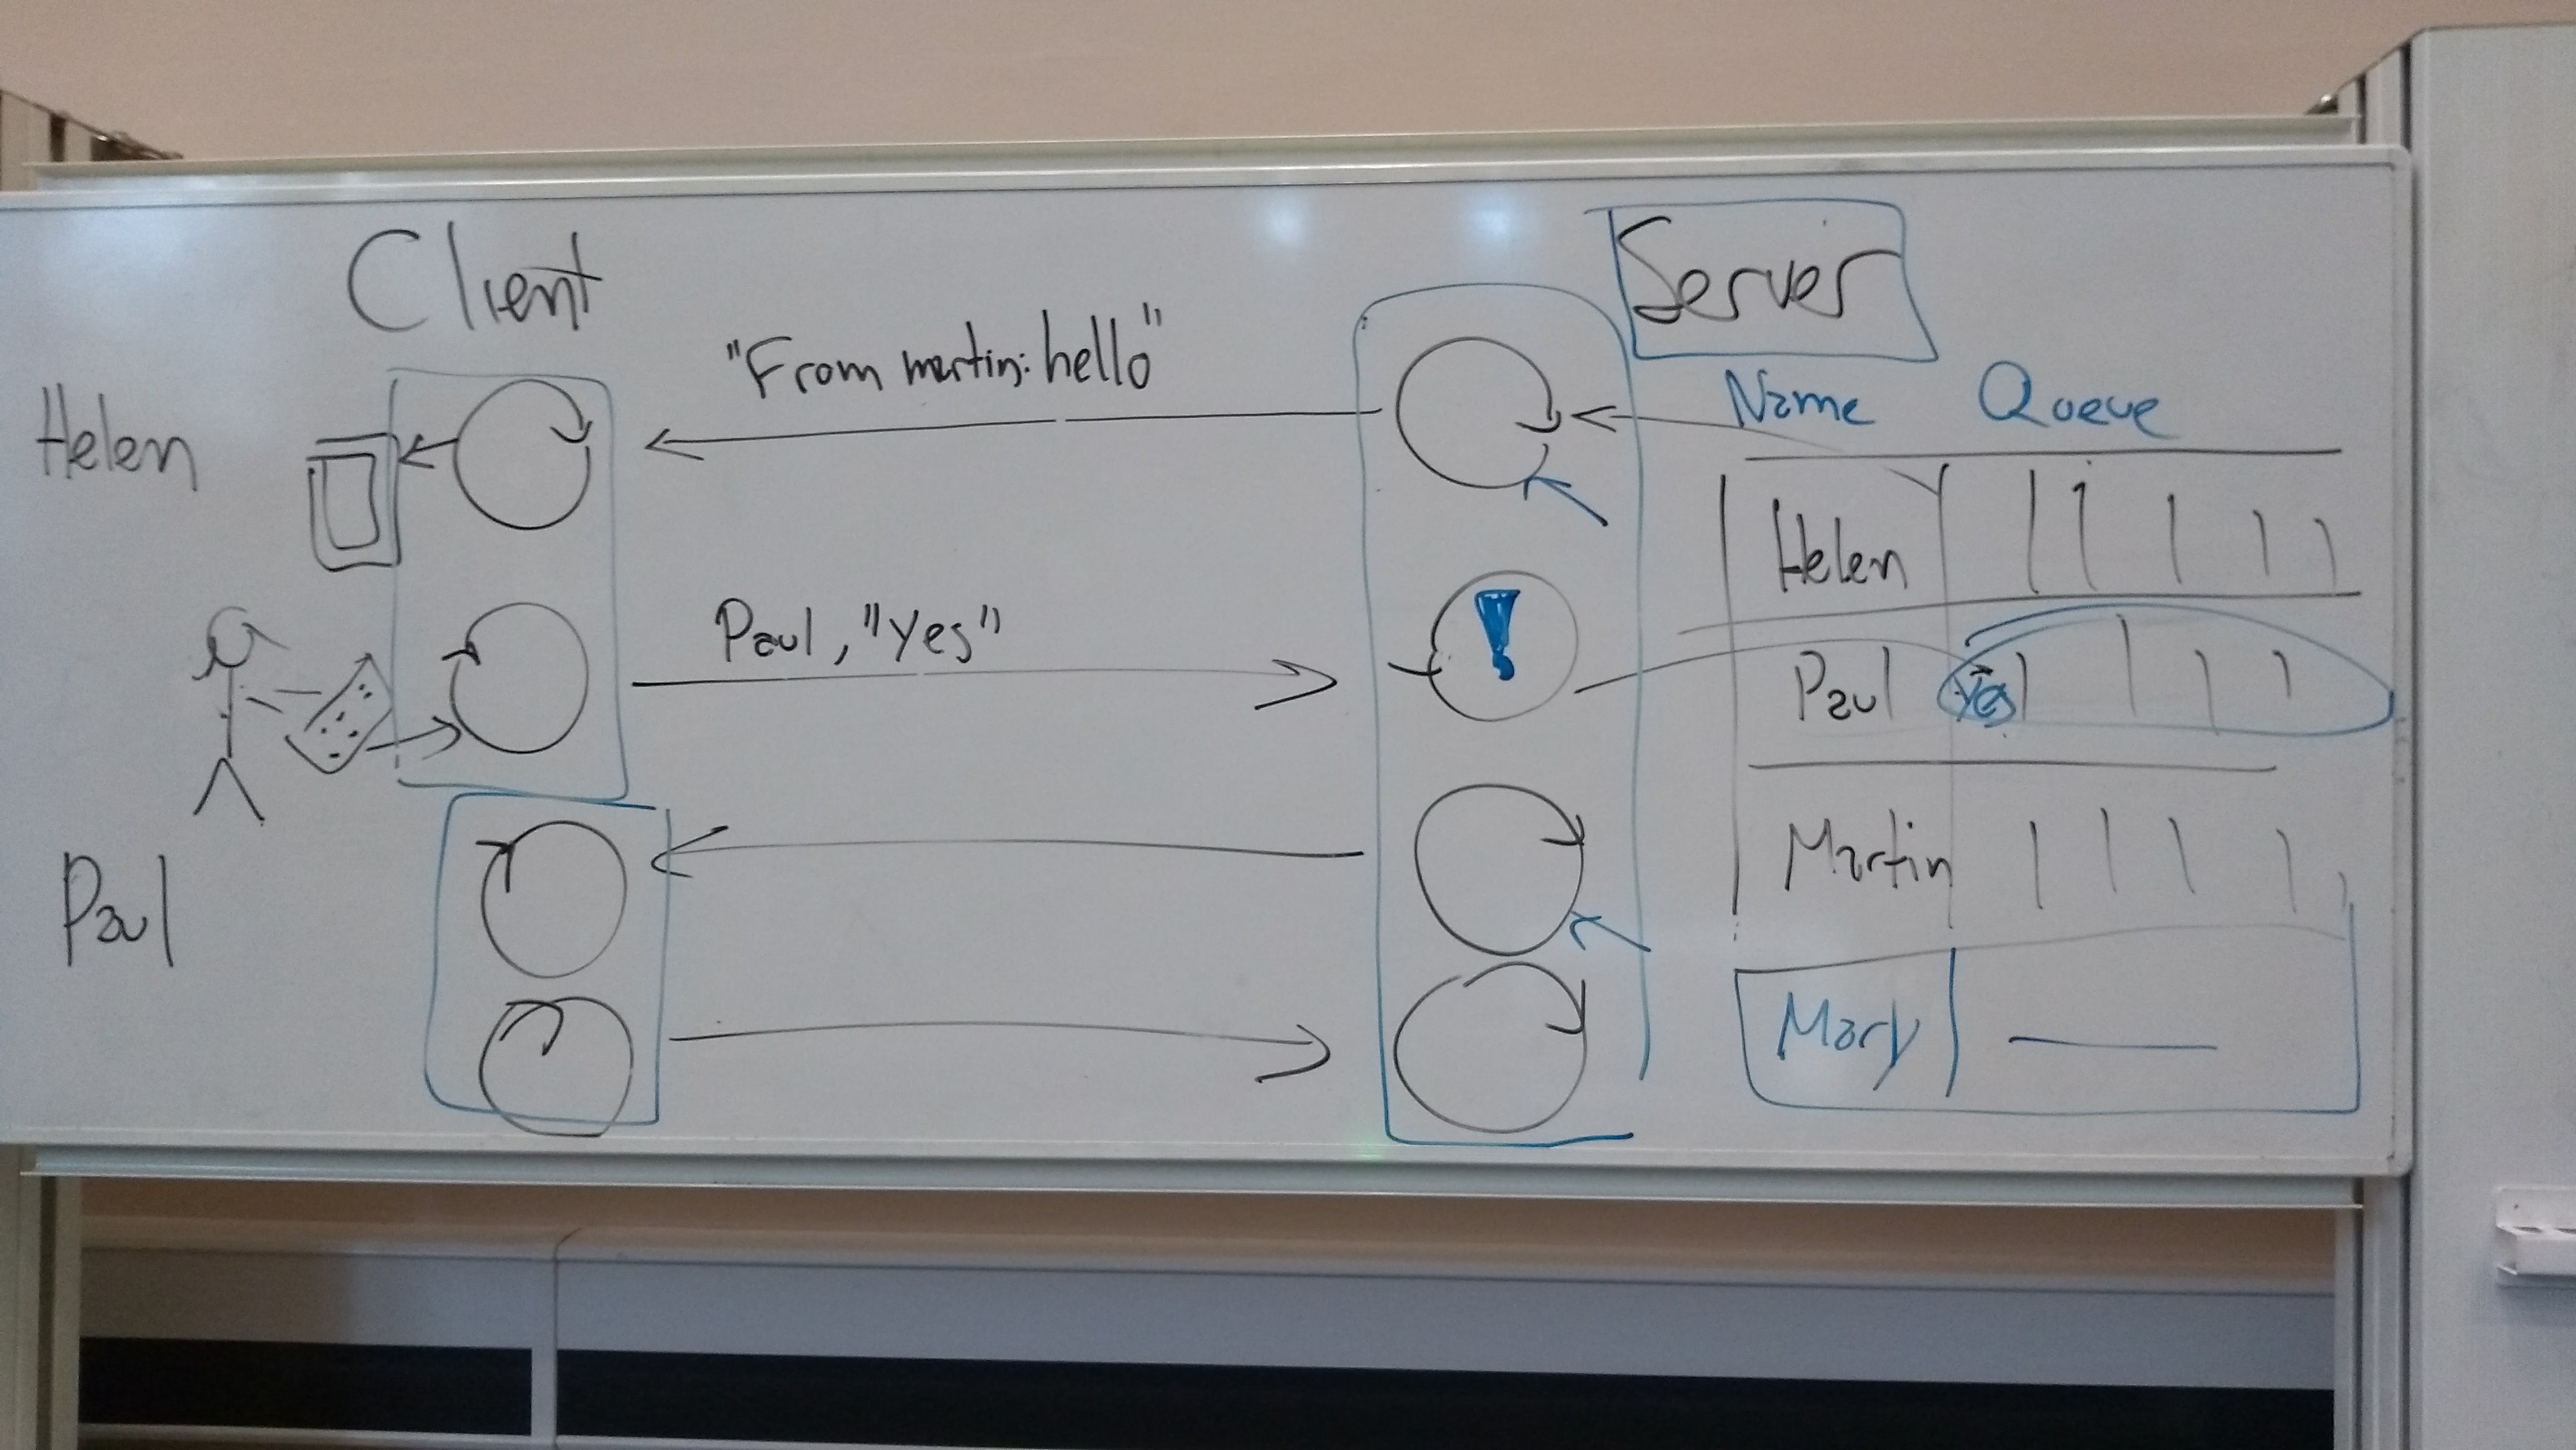 Client
Server
"From martin: hello"
Name Queue
Helen
Helen
Paul, "Yes"
Paul yes
Martin
Paul
Mary